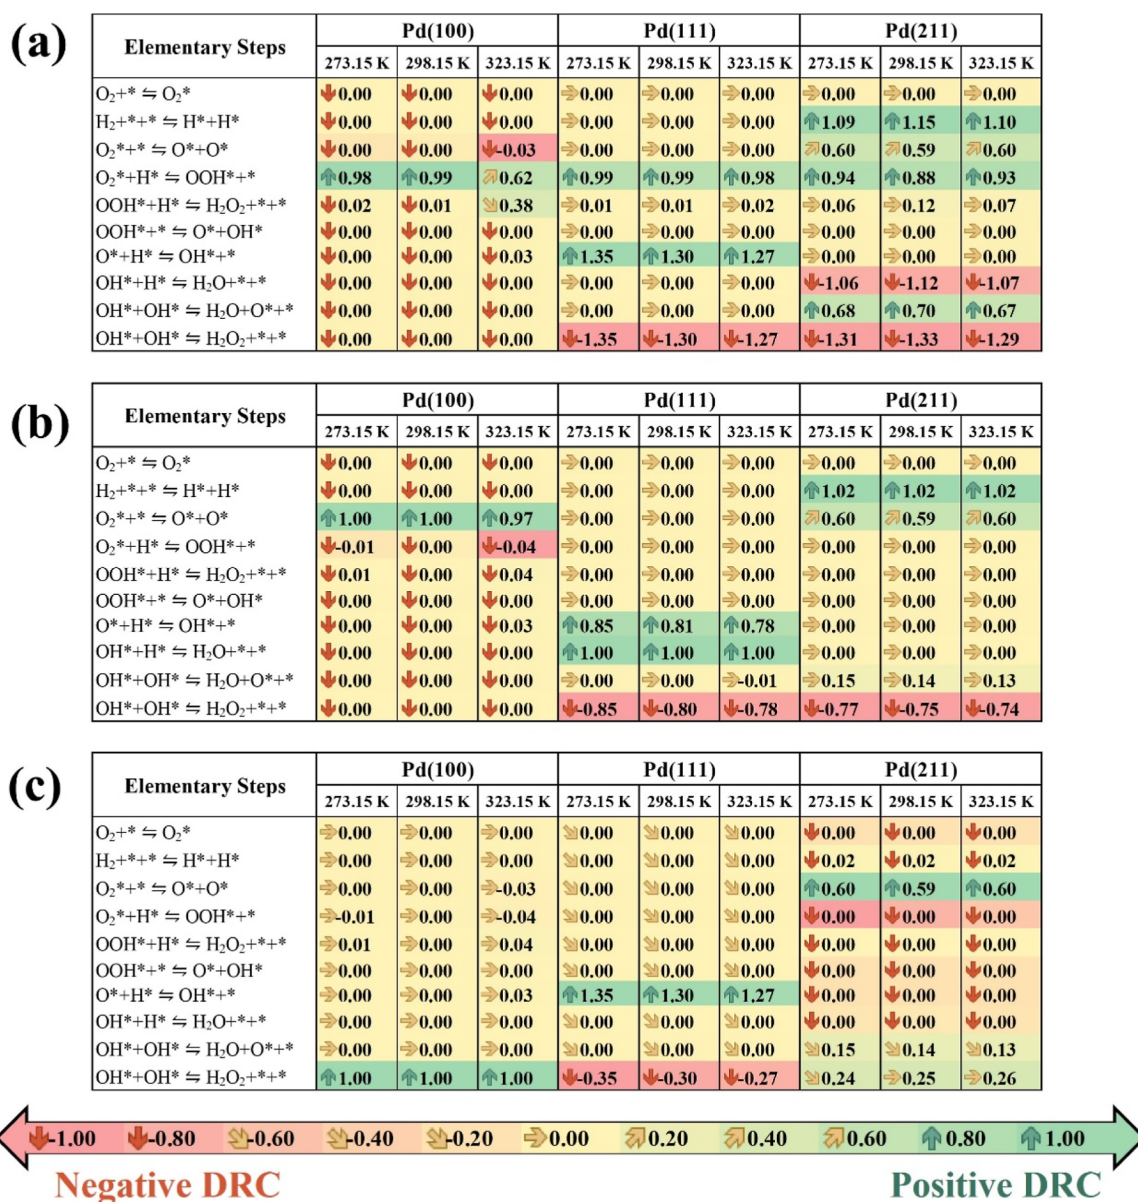 (a)
Elementary Steps Pd(100) Pd(111) Pd(211)
273.15 K 298.15 K 323.15 K 273.15 K 298.15 K 323.15 K 273.15 K 298.15 K 323.15 K
O₂+* ⇋ O₂* 0.00 0.00 0.00 0.00 0.00 0.00 0.00 0.00 0.00
H₂+*+* ⇋ H*+H* 0.00 0.00 0.00 0.00 0.00 0.00 1.09 1.15 1.10
O₂*+* ⇋ O*+O* 0.00 0.00 -0.03 0.00 0.00 0.00 0.60 0.59 0.60
O₂*+H* ⇋ OOH*+* 0.98 0.99 0.62 0.99 0.99 0.98 0.94 0.88 0.93
OOH*+H* ⇋ H₂O₂+*+* 0.02 0.01 0.38 0.01 0.01 0.02 0.06 0.12 0.07
OOH*+* ⇋ O*+OH* 0.00 0.00 0.00 0.00 0.00 0.00 0.00 0.00 0.00
O*+H* ⇋ OH*+* 0.00 0.00 0.03 1.35 1.30 1.27 0.00 0.00 0.00
OH*+H* ⇋ H₂O+*+* 0.00 0.00 0.00 0.00 0.00 0.00 -1.06 -1.12 -1.07
OH*+OH* ⇋ H₂O+O*+* 0.00 0.00 0.00 0.00 0.00 0.00 0.68 0.70 0.67
OH*+OH* ⇋ H₂O₂+*+* 0.00 0.00 0.00 -1.35 -1.30 -1.27 -1.31 -1.33 -1.29
(b)
Elementary Steps Pd(100) Pd(111) Pd(211)
273.15 K 298.15 K 323.15 K 273.15 K 298.15 K 323.15 K 273.15 K 298.15 K 323.15 K
O₂+* ⇋ O₂* 0.00 0.00 0.00 0.00 0.00 0.00 0.00 0.00 0.00
H₂+*+* ⇋ H*+H* 0.00 0.00 0.00 0.00 0.00 0.00 1.02 1.02 1.02
O₂*+* ⇋ O*+O* 1.00 1.00 0.97 0.00 0.00 0.00 0.60 0.59 0.60
O₂*+H* ⇋ OOH*+* -0.01 0.00 -0.04 0.00 0.00 0.00 0.00 0.00 0.00
OOH*+H* ⇋ H₂O₂+*+* 0.01 0.00 0.04 0.00 0.00 0.00 0.00 0.00 0.00
OOH*+* ⇋ O*+OH* 0.00 0.00 0.00 0.00 0.00 0.00 0.00 0.00 0.00
O*+H* ⇋ OH*+* 0.00 0.00 0.03 0.85 0.81 0.78 0.00 0.00 0.00
OH*+H* ⇋ H₂O+*+* 0.00 0.00 0.00 1.00 1.00 1.00 0.00 0.00 0.00
OH*+OH* ⇋ H₂O+O*+* 0.00 0.00 0.00 0.00 0.00 -0.01 0.15 0.14 0.13
OH*+OH* ⇋ H₂O₂+*+* 0.00 0.00 0.00 -0.85 -0.80 -0.78 -0.77 -0.75 -0.74
(c)
Elementary Steps Pd(100) Pd(111) Pd(211)
273.15 K 298.15 K 323.15 K 273.15 K 298.15 K 323.15 K 273.15 K 298.15 K 323.15 K
O₂+* ⇋ O₂* 0.00 0.00 0.00 0.00 0.00 0.00 0.00 0.00 0.00
H₂+*+* ⇋ H*+H* 0.00 0.00 0.00 0.00 0.00 0.00 0.02 0.02 0.02
O₂*+* ⇋ O*+O* 0.00 0.00 -0.03 0.00 0.00 0.00 0.60 0.59 0.60
O₂*+H* ⇋ OOH*+* -0.01 0.00 -0.04 0.00 0.00 0.00 0.00 0.00 0.00
OOH*+H* ⇋ H₂O₂+*+* 0.01 0.00 0.04 0.00 0.00 0.00 0.00 0.00 0.00
OOH*+* ⇋ O*+OH* 0.00 0.00 0.00 0.00 0.00 0.00 0.00 0.00 0.00
O*+H* ⇋ OH*+* 0.00 0.00 0.03 1.35 1.30 1.27 0.00 0.00 0.00
OH*+H* ⇋ H₂O+*+* 0.00 0.00 0.00 0.00 0.00 0.00 0.00 0.00 0.00
OH*+OH* ⇋ H₂O+O*+* 0.00 0.00 0.00 0.00 0.00 0.00 0.15 0.14 0.13
OH*+OH* ⇋ H₂O₂+*+* 1.00 1.00 1.00 -0.35 -0.30 -0.27 0.24 0.25 0.26
-1.00 -0.80 -0.60 -0.40 -0.20 0.00 0.20 0.40 0.60 0.80 1.00
Negative DRC Positive DRC